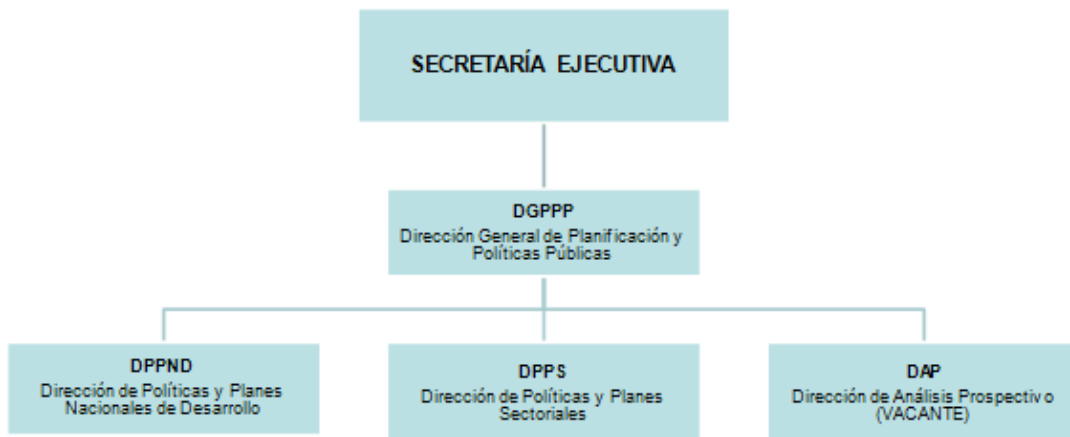 SECRETARÍA EJECUTIVA
DGPPP
Dirección General de Planificación y
Políticas Públicas
DPPND
Dirección de Políticas y Planes
Nacionales de Desarrollo
DPPS
Dirección de Políticas y Planes
Sectoriales
DAP
Dirección de Análisis Prospectivo
(VACANTE)